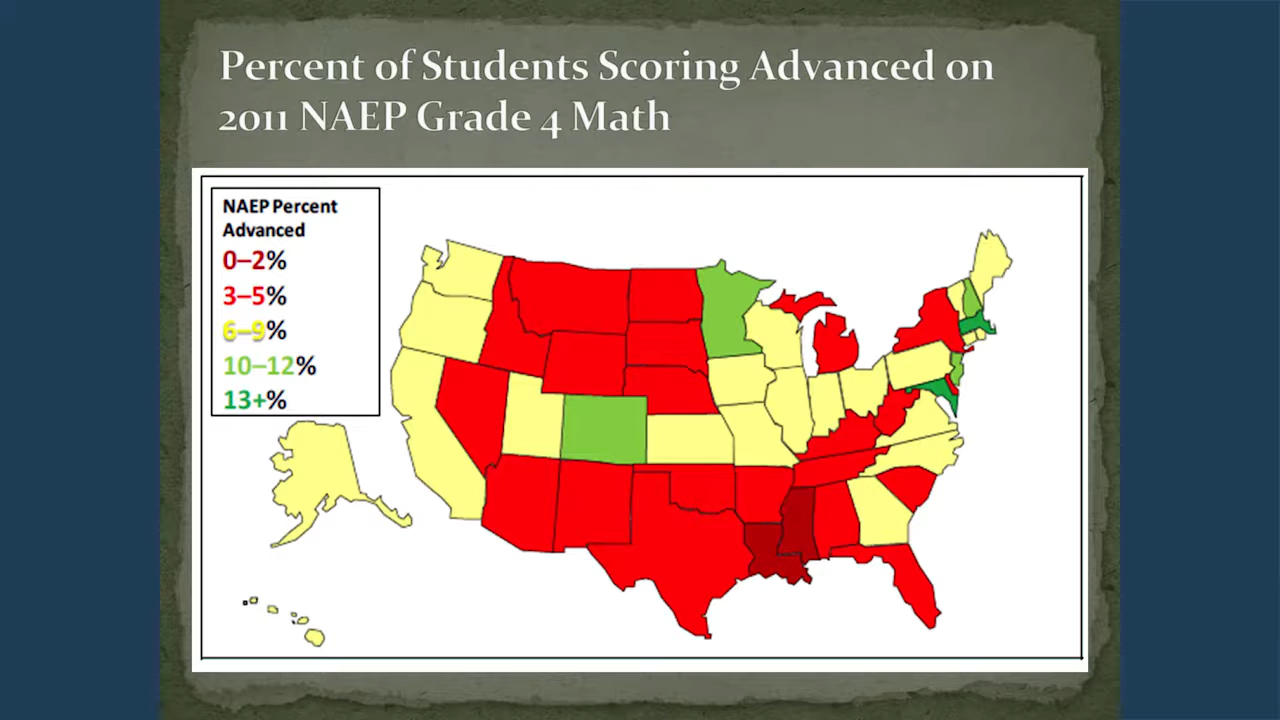 Percent of Students Scoring Advanced on
2011 NAEP Grade 4 Math
NAEP Percent
Advanced
0–2%
3–5%
6–9%
10–12%
13+%